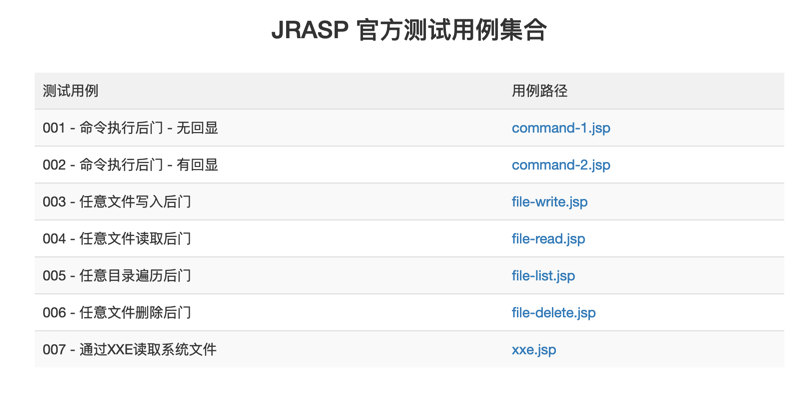 JRASP 官方测试用例集合
测试用例 用例路径
001 - 命令执行后门 - 无回显 command-1.jsp
002 - 命令执行后门 - 有回显 command-2.jsp
003 - 任意文件写入后门 file-write.jsp
004 - 任意文件读取后门 file-read.jsp
005 - 任意目录遍历后门 file-list.jsp
006 - 任意文件删除后门 file-delete.jsp
007 - 通过XXE读取系统文件 xxe.jsp